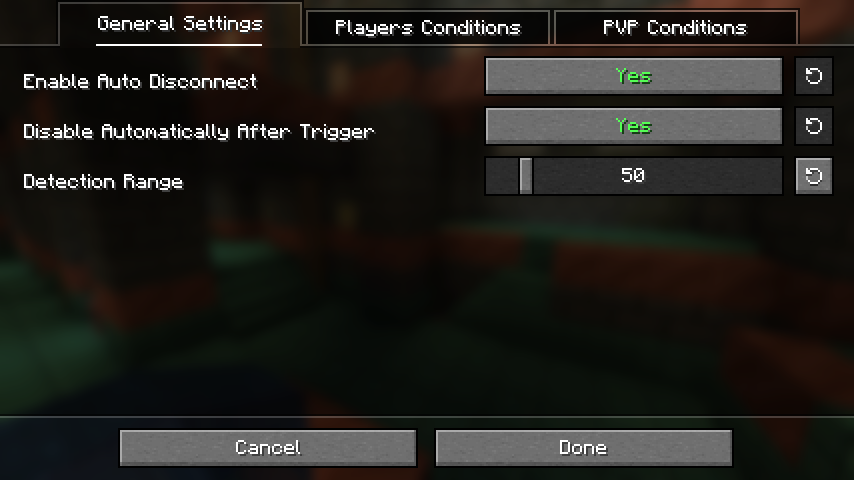 General Settings
Players Conditions
PVP Conditions
Enable Auto Disconnect
Yes
Disable Automatically After Trigger
Yes
Detection Range
50
Cancel
Done